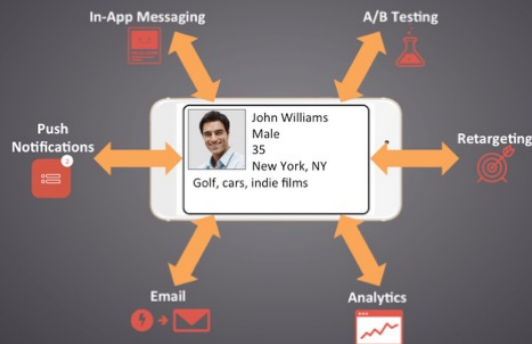 In-App Messaging
A/B Testing
John Williams
Male
35
New York, NY
Golf, cars, indie films
Push
Notifications
Retargeting
Email
Analytics